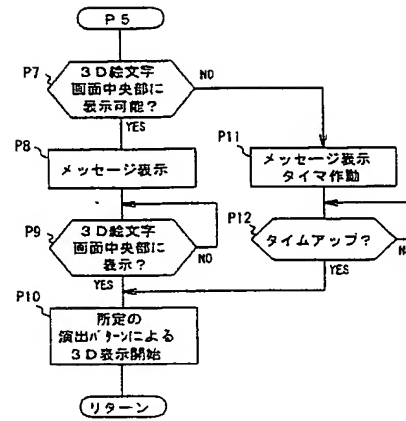 P5
P7
3D絵文字
画面中央部に
表示可能？
NO
YES
P8
メッセージ表示
P11
メッセージ表示
タイマ作動
P9
3D絵文字
画面中央部に
表示？
NO
YES
P12
タイムアップ？
NO
YES
P10
所定の
演出パターンによる
3D表示開始
リターン